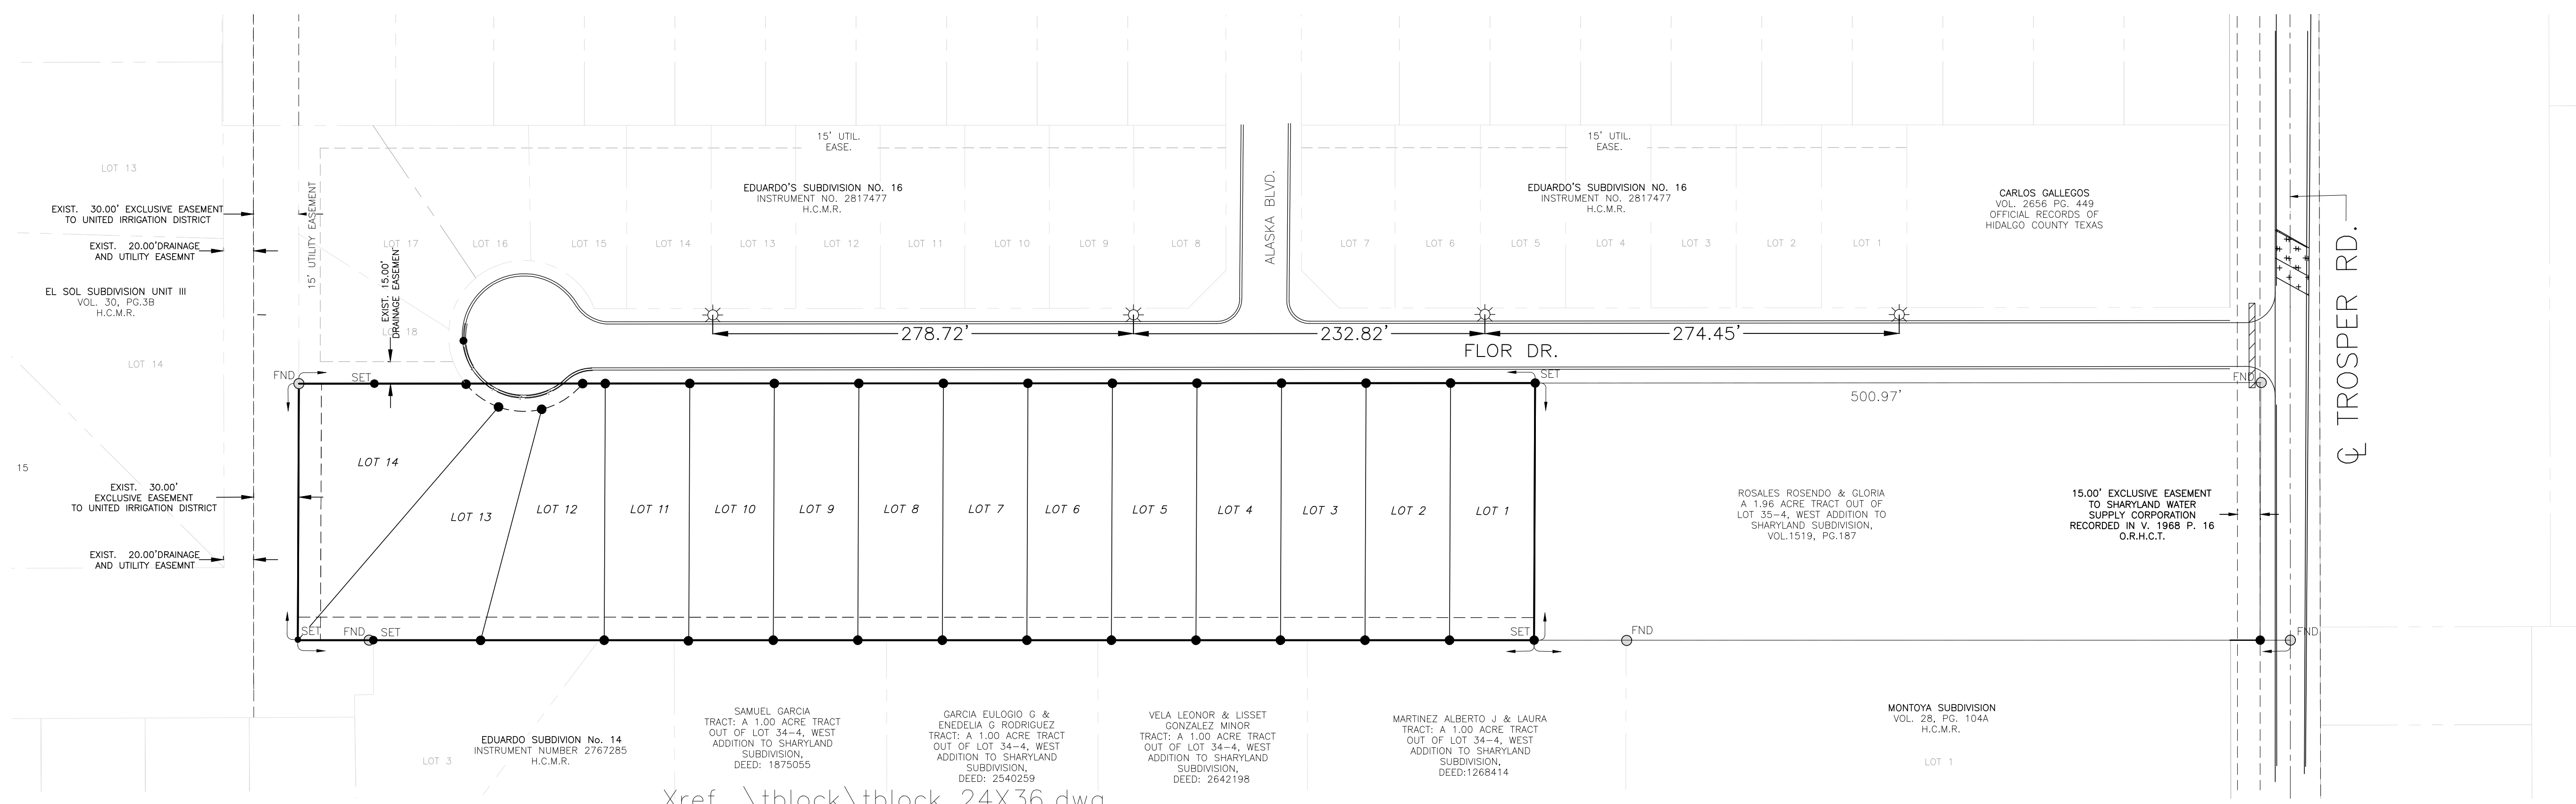 15' UTIL.
EASE.
15' UTIL.
EASE.
LOT 13
EXIST.  30.00' EXCLUSIVE EASEMENT
TO UNITED IRRIGATION DISTRICT
EXIST.  20.00'DRAINAGE
AND UTILITY EASEMNT
EL SOL SUBDIVISION UNIT III
VOL. 30, PG.3B
H.C.M.R.
LOT 14
15
EXIST.  30.00'
EXCLUSIVE EASEMENT
TO UNITED IRRIGATION DISTRICT
EXIST.  20.00'DRAINAGE
AND UTILITY EASEMNT
15' UTILITY EASEMENT
EXIST. 15.00'
DRAINAGE EASEMENT
EDUARDO'S SUBDIVISION NO. 16
INSTRUMENT NO. 2817477
H.C.M.R.
ALASKA BLVD.
EDUARDO'S SUBDIVISION NO. 16
INSTRUMENT NO. 2817477
H.C.M.R.
CARLOS GALLEGOS
VOL. 2656 PG. 449
OFFICIAL RECORDS OF
HIDALGO COUNTY TEXAS
LOT 17
LOT 16
LOT 15
LOT 14
LOT 13
LOT 12
LOT 11
LOT 10
LOT 9
LOT 8
LOT 7
LOT 6
LOT 5
LOT 4
LOT 3
LOT 2
LOT 1
LOT 18
278.72'
232.82'
274.45'
FLOR DR.
℄ TROSPER RD.
FND
SET
SET
FND
500.97'
LOT 14
LOT 13
LOT 12
LOT 11
LOT 10
LOT 9
LOT 8
LOT 7
LOT 6
LOT 5
LOT 4
LOT 3
LOT 2
LOT 1
ROSALES ROSENDO & GLORIA
A 1.96 ACRE TRACT OUT OF
LOT 35-4, WEST ADDITION TO
SHARYLAND SUBDIVISION,
VOL.1519, PG.187
15.00' EXCLUSIVE EASEMENT
TO SHARYLAND WATER
SUPPLY CORPORATION
RECORDED IN V. 1968 P. 16
O.R.H.C.T.
SET
FND
SET
SET
FND
FND
EDUARDO SUBDIVION No. 14
INSTRUMENT NUMBER 2767285
H.C.M.R.
LOT 3
SAMUEL GARCIA
TRACT: A 1.00 ACRE TRACT
OUT OF LOT 34-4, WEST
ADDITION TO SHARYLAND
SUBDIVISION,
DEED: 1875055
GARCIA EULOGIO G &
ENEDELIA G RODRIGUEZ
TRACT: A 1.00 ACRE TRACT
OUT OF LOT 34-4, WEST
ADDITION TO SHARYLAND
SUBDIVISION,
DEED: 2540259
VELA LEONOR & LISSET
GONZALEZ MINOR
TRACT: A 1.00 ACRE TRACT
OUT OF LOT 34-4, WEST
ADDITION TO SHARYLAND
SUBDIVISION,
DEED: 2642198
MARTINEZ ALBERTO J & LAURA
TRACT: A 1.00 ACRE TRACT
OUT OF LOT 34-4, WEST
ADDITION TO SHARYLAND
SUBDIVISION,
DEED:1268414
MONTOYA SUBDIVISION
VOL. 28, PG. 104A
H.C.M.R.
LOT 1
Xref .\tblock\tblock 24X36.dwg